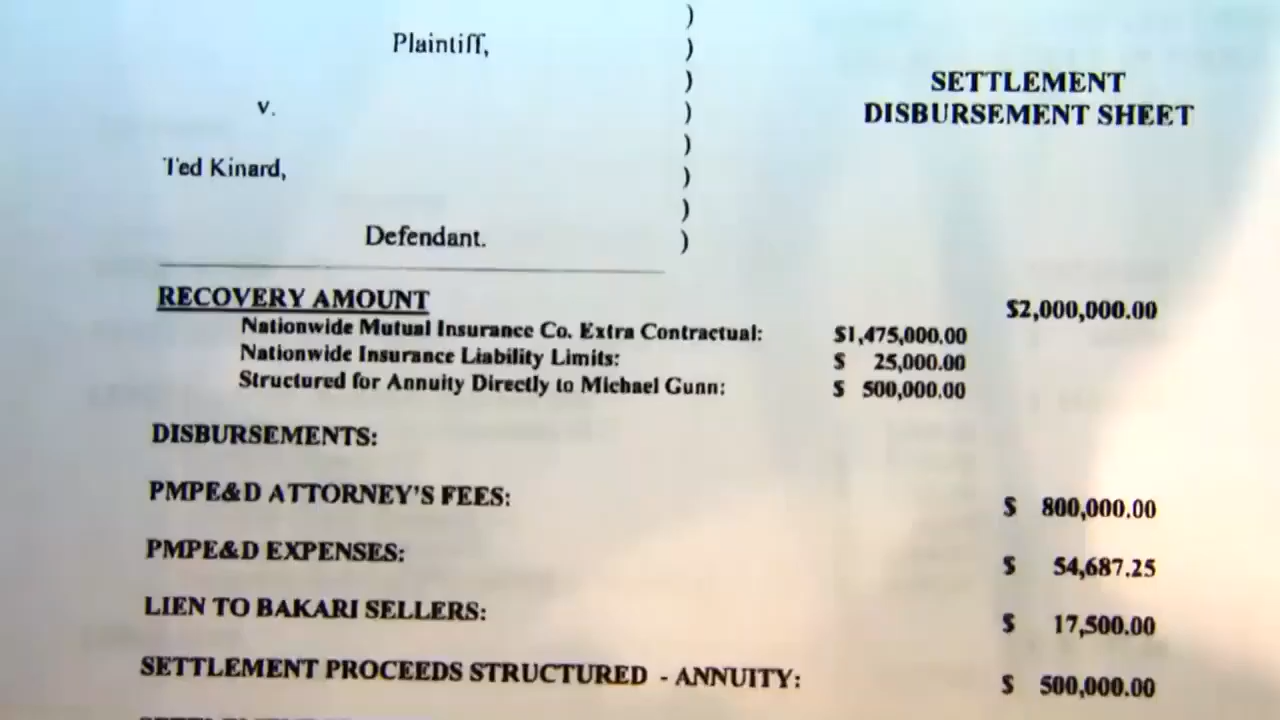 Plaintiff,
SETTLEMENT
DISBURSEMENT SHEET
v.
Ted Kinard,
Defendant.
RECOVERY AMOUNT $2,000,000.00
Nationwide Mutual Insurance Co. Extra Contractual: $1,475,000.00
Nationwide Insurance Liability Limits: $ 25,000.00
Structured for Annuity Directly to Michael Gunn: $ 500,000.00
DISBURSEMENTS:
PMPE&D ATTORNEY'S FEES: $ 800,000.00
PMPE&D EXPENSES: $ 54,687.25
LIEN TO BAKARI SELLERS: $ 17,500.00
SETTLEMENT PROCEEDS STRUCTURED - ANNUITY: $ 500,000.00